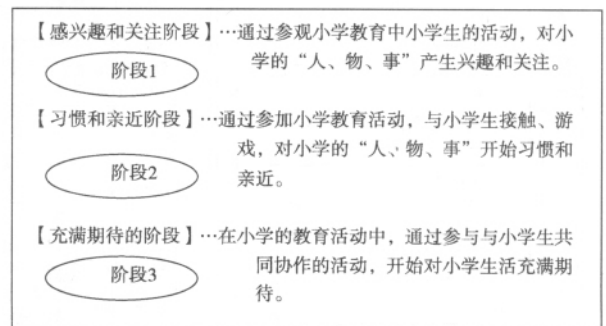 【感兴趣和关注阶段】…通过参观小学教育中小学生的活动，对小
学的“人、物、事”产生兴趣和关注。
阶段1
【习惯和亲近阶段】…通过参加小学教育活动，与小学生接触、游
戏，对小学的“人、物、事”开始习惯和
阶段2
亲近。
【充满期待的阶段】…在小学的教育活动中，通过参与与小学生共
同协作的活动，开始对小学生活充满期
阶段3
待。